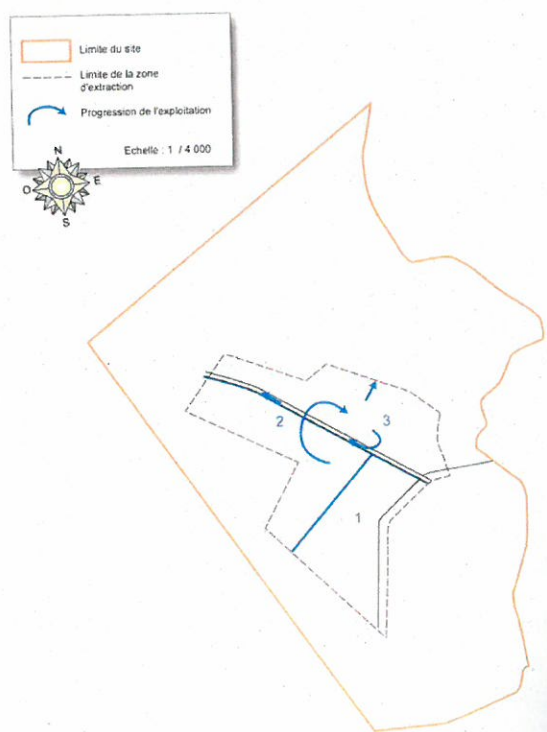 Limite du site
Limite de la zone
d'extraction
Progression de l'exploitation
Echelle : 1 / 4 000
N
O
E
S
2
3
1